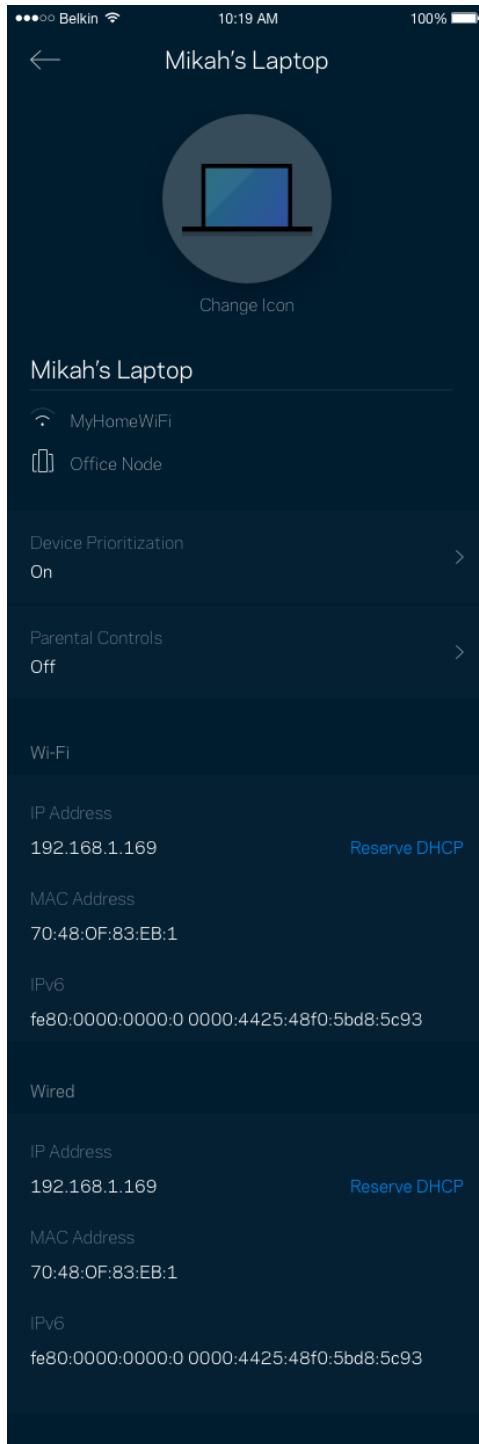 Belkin 10:19 AM 100%
Mikah's Laptop
Change Icon
Mikah's Laptop
MyHomeWiFi
Office Node
Device Prioritization
On
Parental Controls
Off
Wi-Fi
IP Address
192.168.1.169 Reserve DHCP
MAC Address
70:48:0F:83:EB:1
IPv6
fe80:0000:0000:0 0000:4425:48f0:5bd8:5c93
Wired
IP Address
192.168.1.169 Reserve DHCP
MAC Address
70:48:0F:83:EB:1
IPv6
fe80:0000:0000:0 0000:4425:48f0:5bd8:5c93